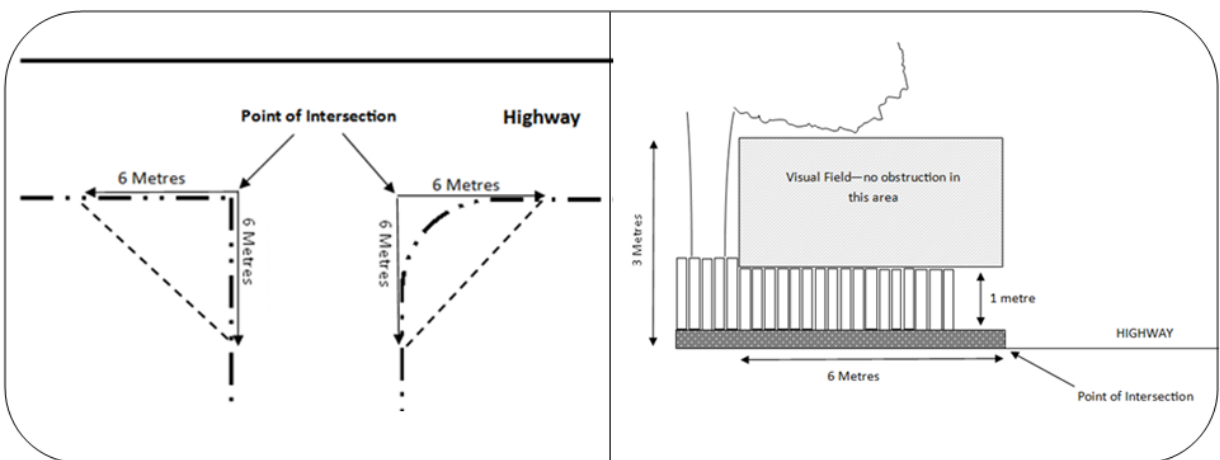 Point of Intersection
Highway
6 Metres
6 Metres
6 Metres
6 Metres
Visual Field—no obstruction in
this area
3 Metres
1 metre
HIGHWAY
6 Metres
Point of Intersection